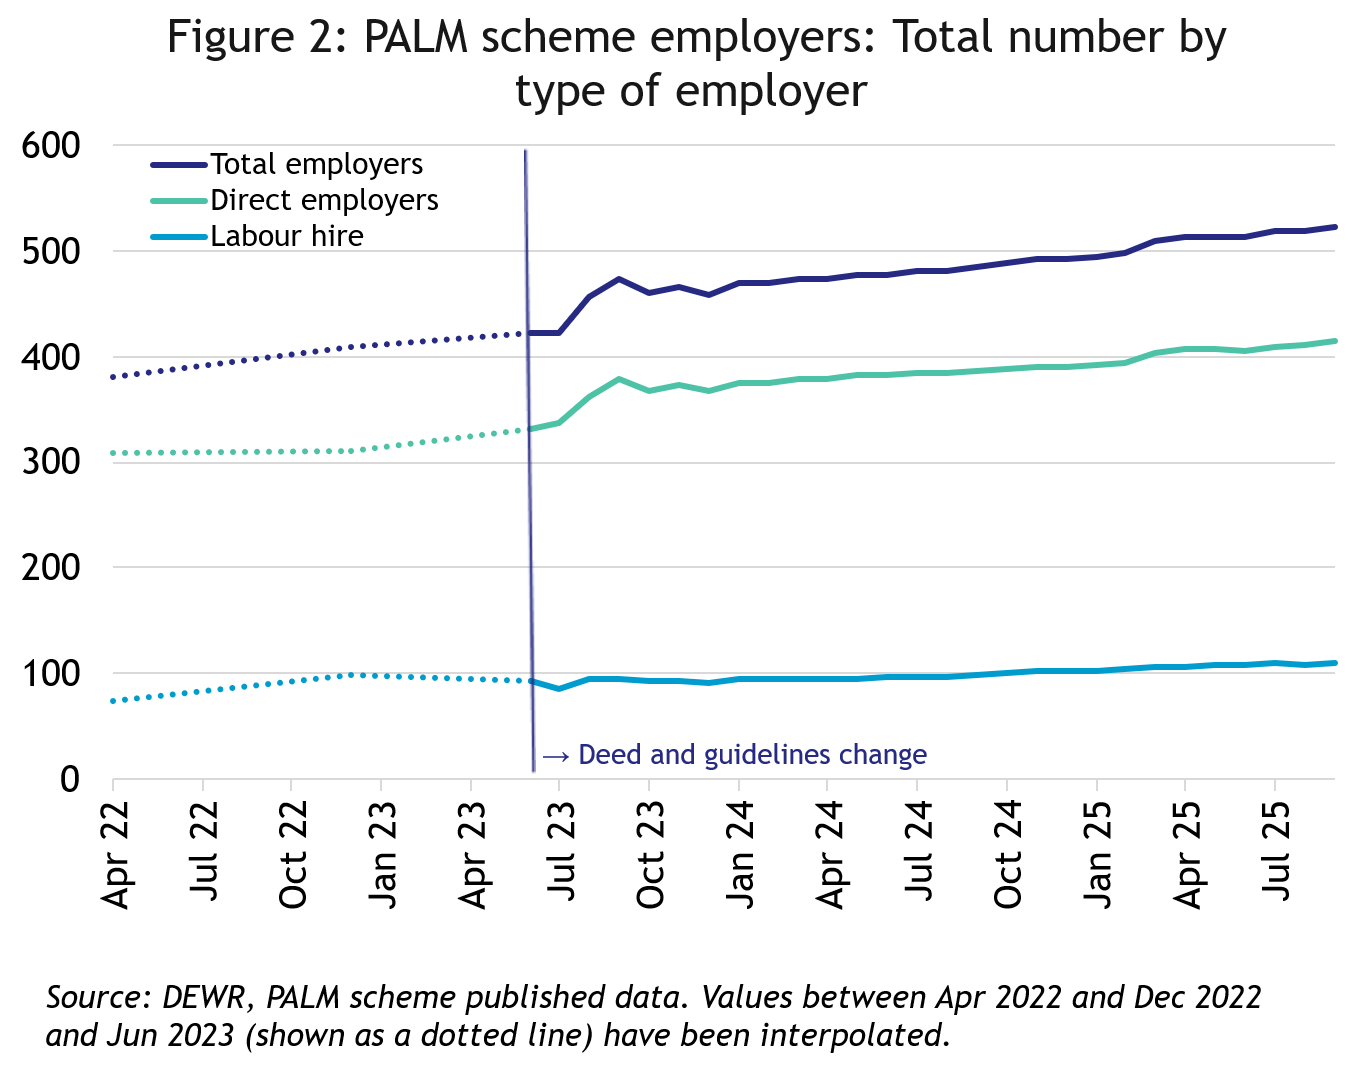 Figure 2: PALM scheme employers: Total number by
type of employer
600
Total employers
Direct employers
Labour hire
500
400
300
200
100
→ Deed and guidelines change
0
Apr 22
Jul 22
Oct 22
Jan 23
Apr 23
Jul 23
Oct 23
Jan 24
Apr 24
Jul 24
Oct 24
Jan 25
Apr 25
Jul 25
Source: DEWR, PALM scheme published data. Values between Apr 2022 and Dec 2022
and Jun 2023 (shown as a dotted line) have been interpolated.